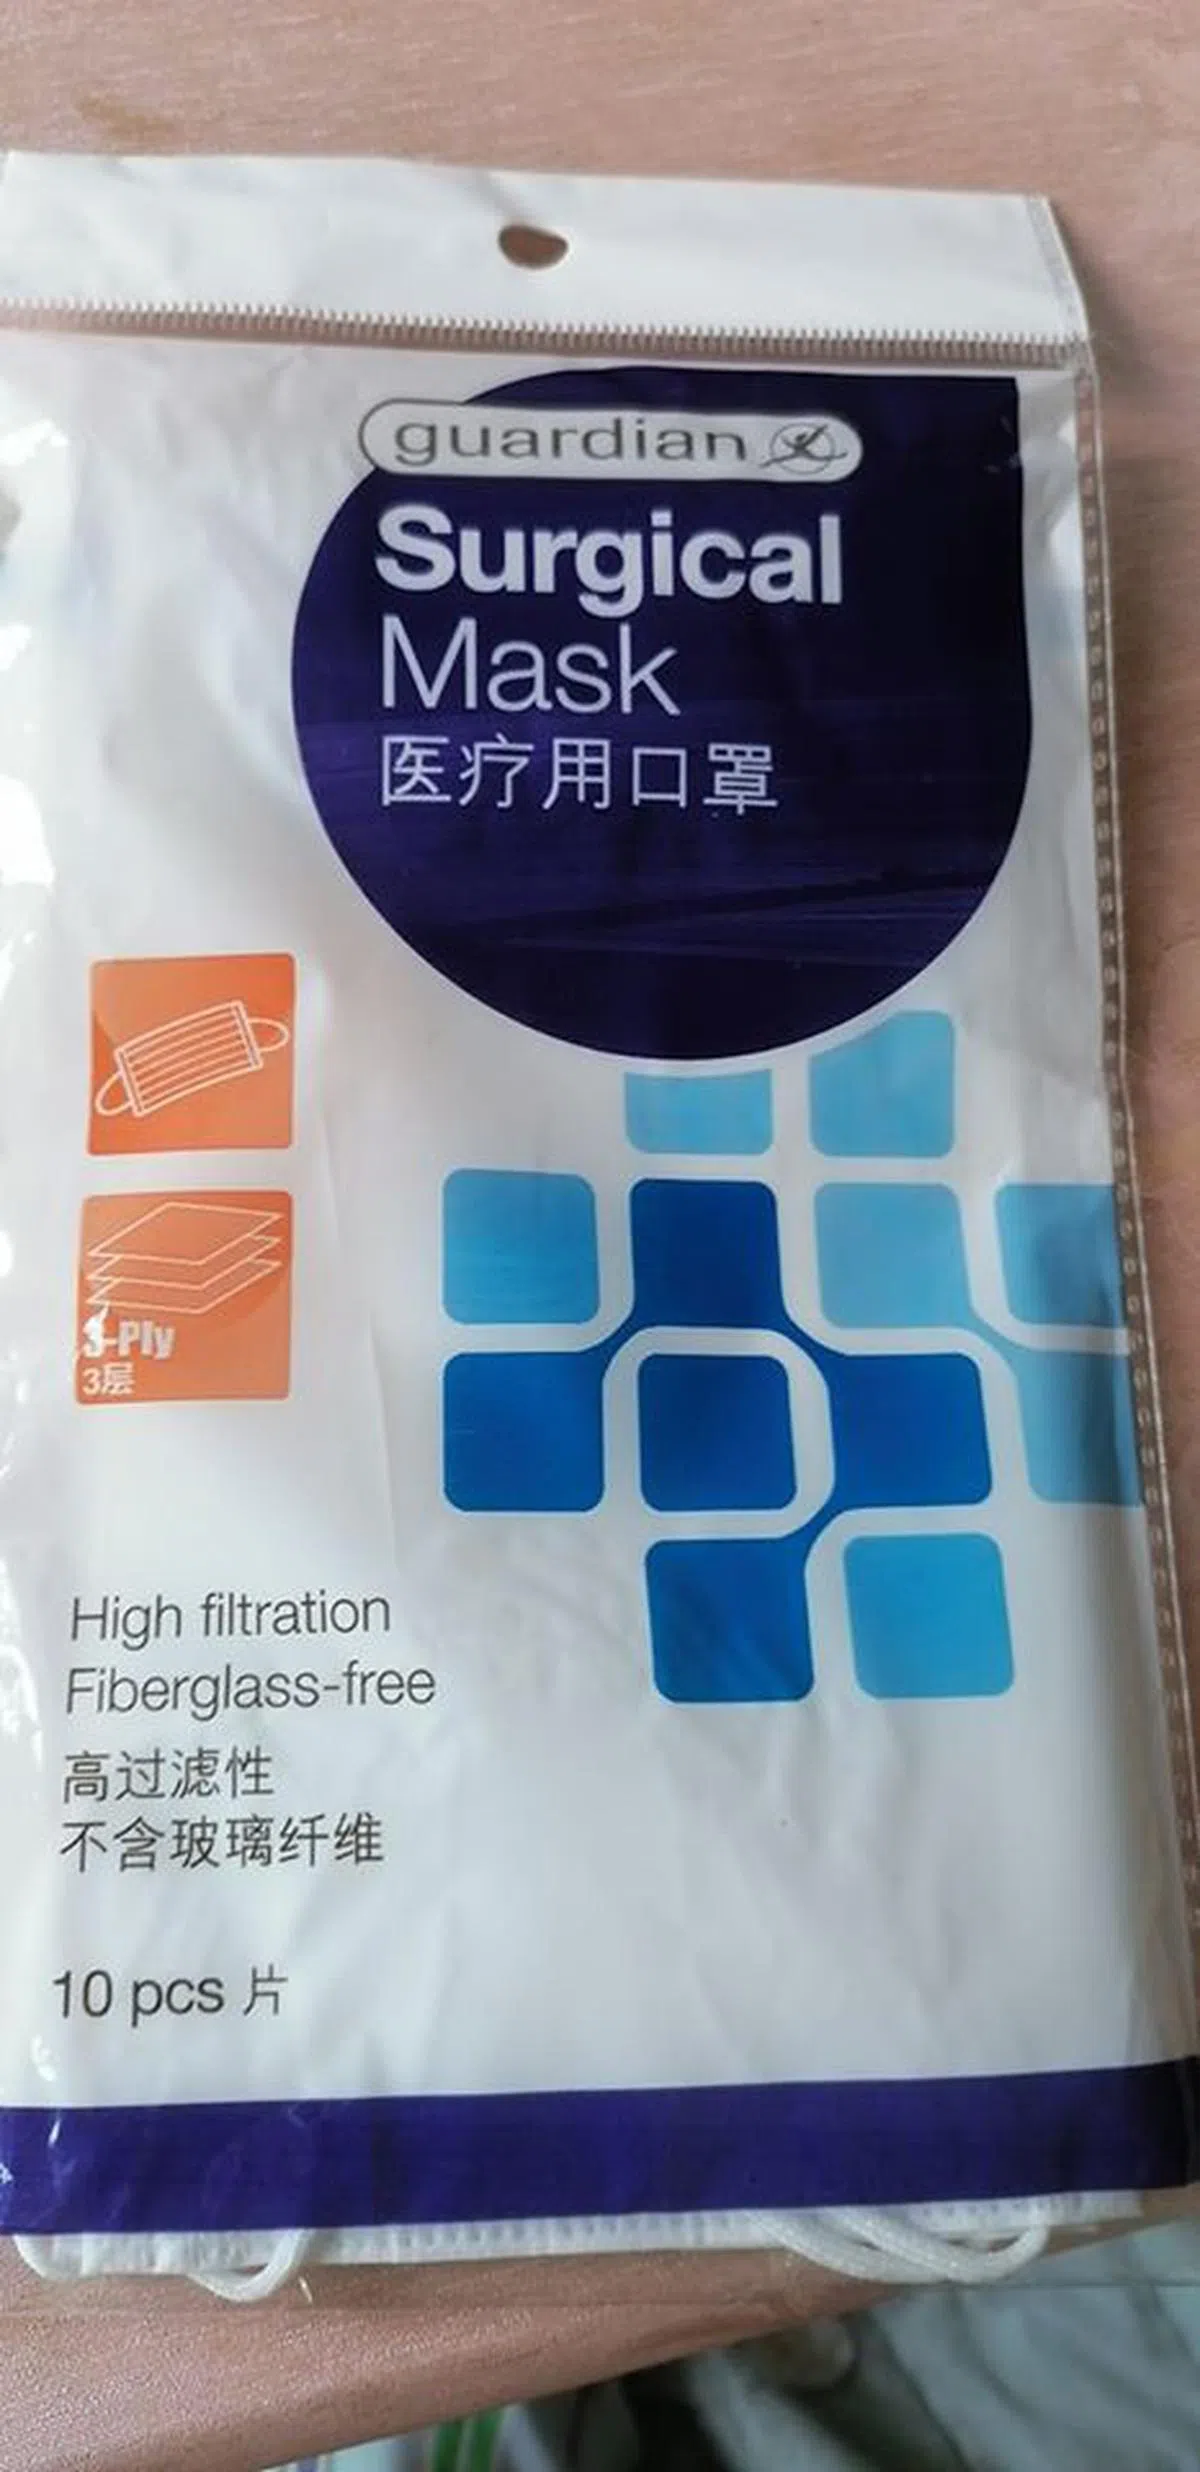 guardian
Surgical
Mask
医疗用口罩
3-Ply
3层
High filtration
Fiberglass-free
高过滤性
不含玻璃纤维
10 pcs 片